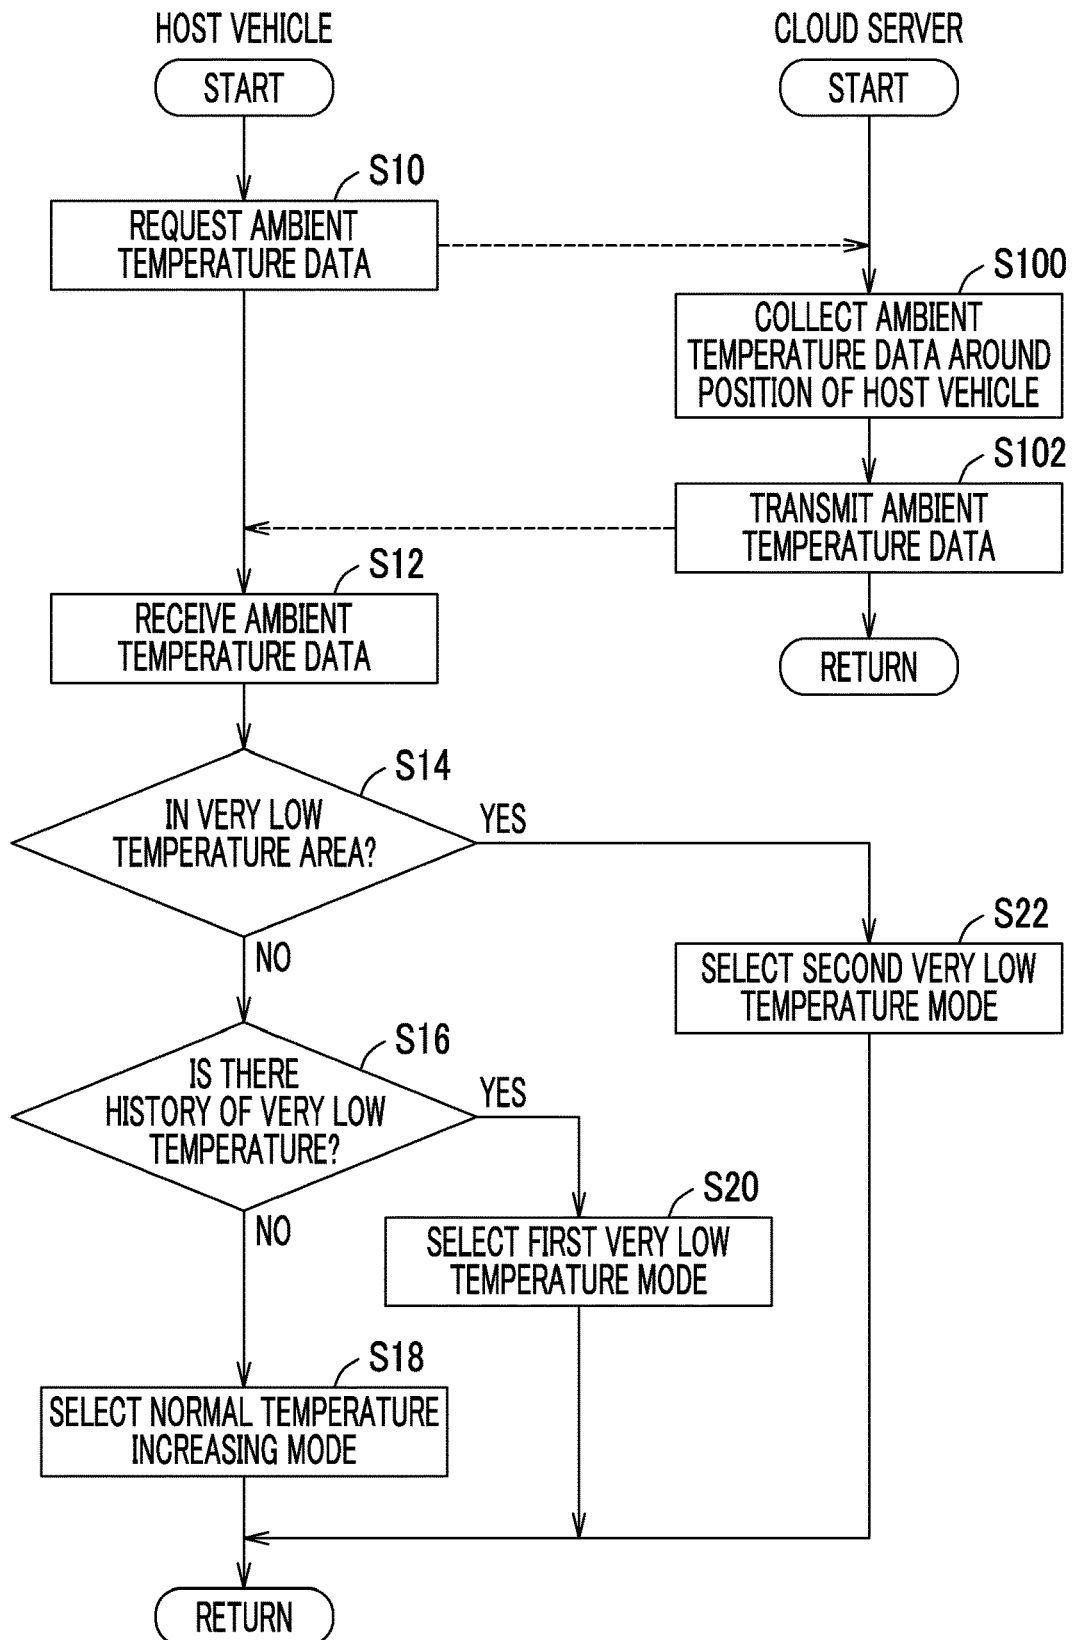 HOST VEHICLE
CLOUD SERVER
START
START
S10
REQUEST AMBIENT
TEMPERATURE DATA
S100
COLLECT AMBIENT
TEMPERATURE DATA AROUND
POSITION OF HOST VEHICLE
S102
TRANSMIT AMBIENT
TEMPERATURE DATA
S12
RECEIVE AMBIENT
TEMPERATURE DATA
RETURN
S14
IN VERY LOW
TEMPERATURE AREA?
YES
NO
S22
SELECT SECOND VERY LOW
TEMPERATURE MODE
S16
IS THERE
HISTORY OF VERY LOW
TEMPERATURE?
YES
NO
S20
SELECT FIRST VERY LOW
TEMPERATURE MODE
S18
SELECT NORMAL TEMPERATURE
INCREASING MODE
RETURN